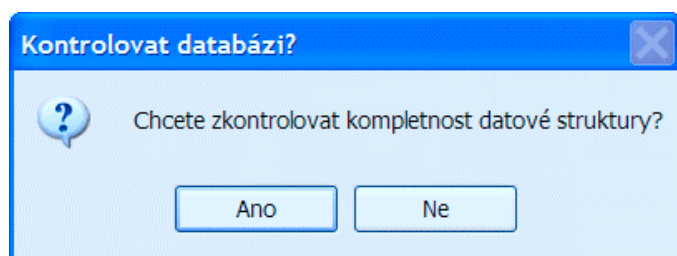 Kontrolovat databázi?
Chcete zkontrolovat kompletnost datové struktury?
Ano Ne